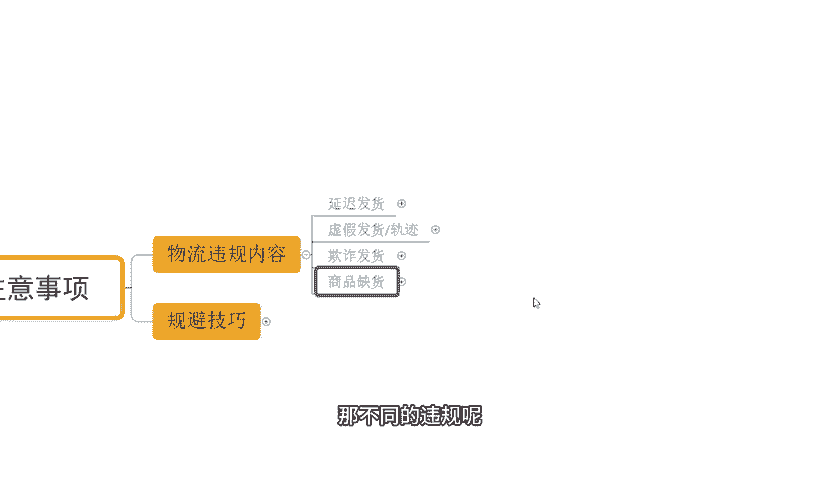 延迟发货
虚假发货/轨迹
物流违规内容
欺诈发货
商品缺货
注意事项
规避技巧
那不同的违规呢